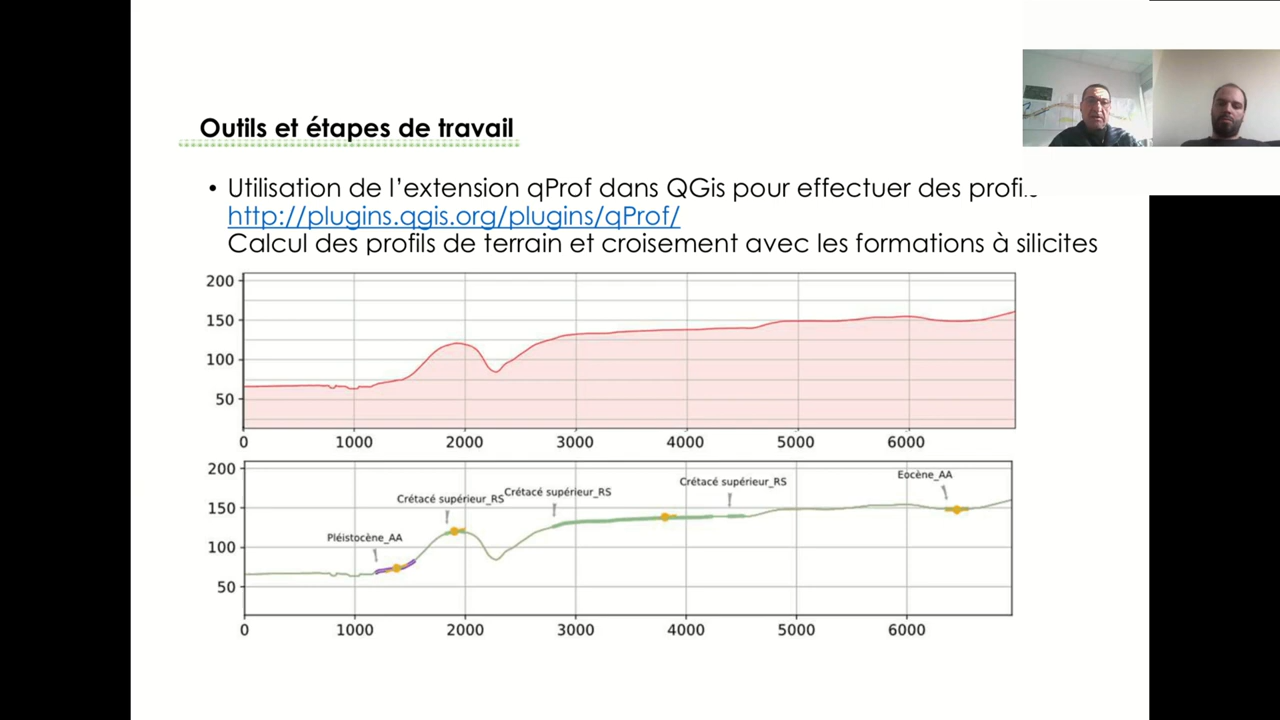 Outils et étapes de travail
• Utilisation de l'extension qProf dans QGis pour effectuer des
http://plugins.qgis.org/plugins/qProf/
Calcul des profils de terrain et croisement avec les formations à silicites
200
150
100
50
0 1000 2000 3000 4000 5000 6000
200
150
100
50
Pléistocène_AA
Crétacé supérieur_RS
Crétacé supérieur_RS
Crétacé supérieur_RS
Eocène_AA
0 1000 2000 3000 4000 5000 6000